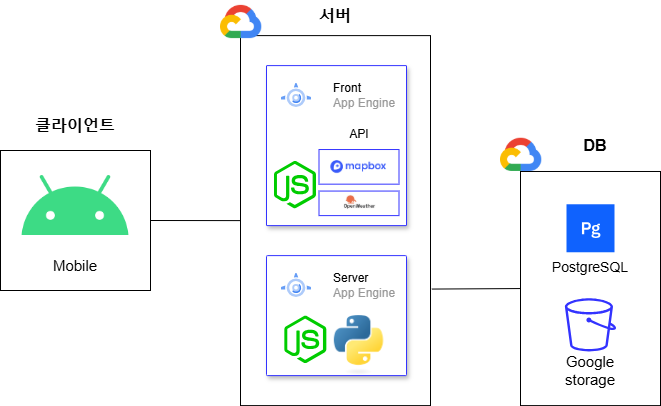 서버
클라이언트
Mobile
Front
App Engine
API
JS
mapbox
OpenWeather
Server
App Engine
JS
DB
Pg
PostgreSQL
Google
storage